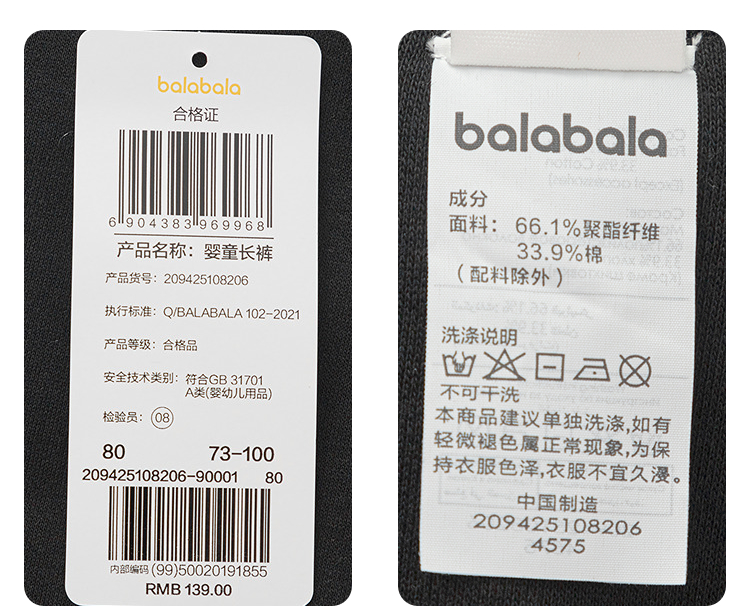 balabala
合格证
6 904383 969968
产品名称：婴童长裤
产品货号：209425108206
执行标准：Q/BALABALA 102-2021
产品等级：合格品
安全技术类别：符合GB 31701
A类(婴幼儿用品)
检验员：08
80 73-100
209425108206-90001 80
内部编码 (99)50020191855
RMB 139.00
balabala
成分
面料：66.1%聚酯纤维
33.9%棉
（配料除外）
洗涤说明
不可干洗
本商品建议单独洗涤,如有
轻微褪色属正常现象,为保
持衣服色泽,衣服不宜久浸。
中国制造
209425108206
4575